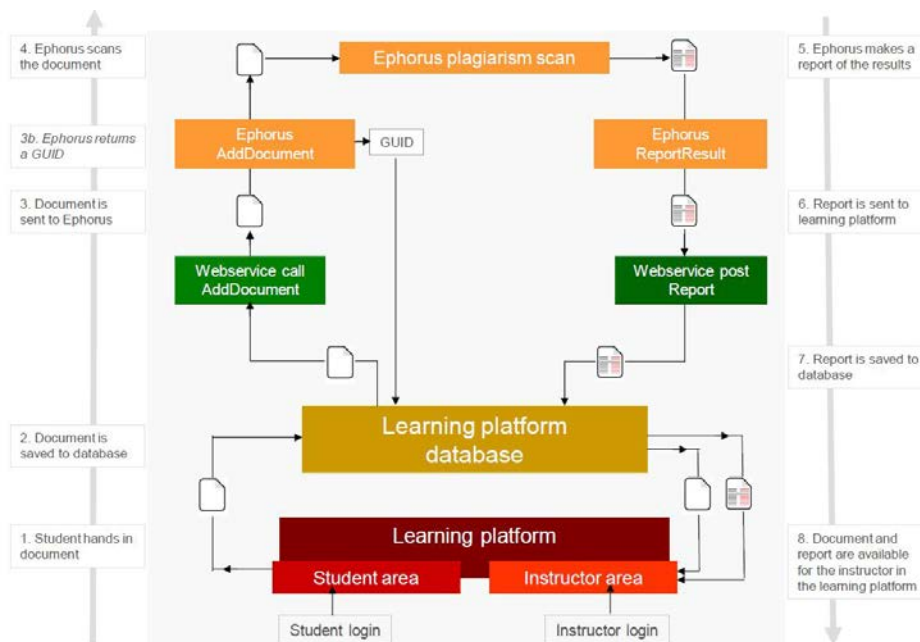 4. Ephorus scans
the document
3b. Ephorus returns
a GUID
3. Document is
sent to Ephorus
2. Document is
saved to database
1. Student hands in
document
Ephorus plagiarism scan
Ephorus
AddDocument
GUID
Ephorus
ReportResult
Webservice call
AddDocument
Webservice post
Report
Learning platform
database
Learning platform
Student area
Instructor area
Student login
Instructor login
5. Ephorus makes a
report of the results
6. Report is sent to
learning platform
7. Report is saved to
database
8. Document and
report are available
for the instructor in
the learning platform